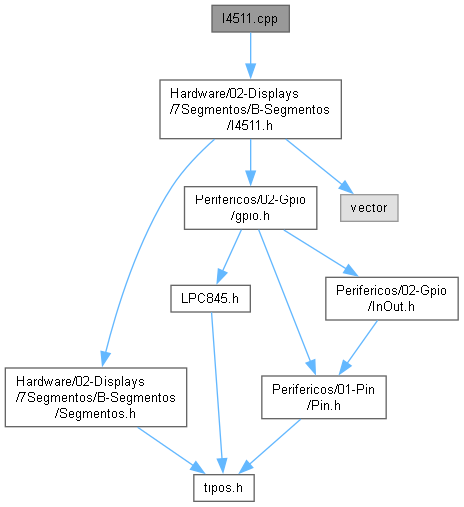 I4511.cpp
Hardware/02-Displays
/7Segmentos/B-Segmentos
/I4511.h
Perifericos/02-Gpio
/gpio.h
vector
LPC845.h
Perifericos/02-Gpio
/InOut.h
Hardware/02-Displays
/7Segmentos/B-Segmentos
/Segmentos.h
Perifericos/01-Pin
/Pin.h
tipos.h